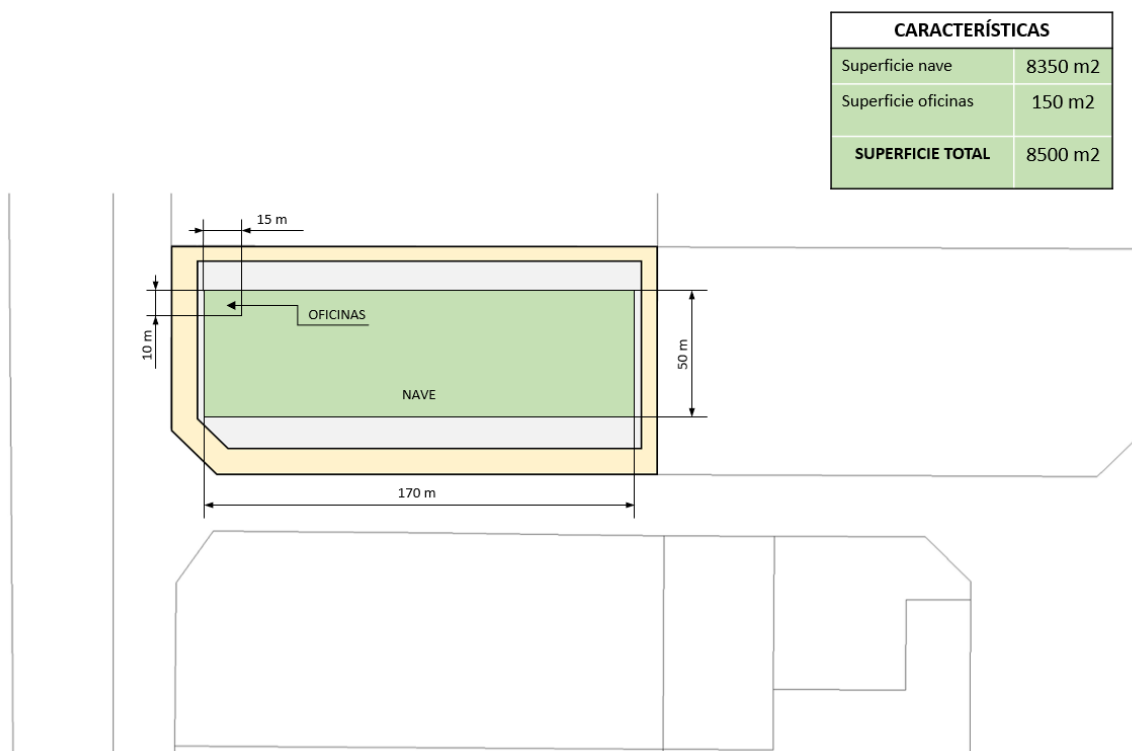 CARACTERÍSTICAS
Superficie nave 8350 m2
Superficie oficinas 150 m2
SUPERFICIE TOTAL 8500 m2
15 m
OFICINAS
10 m
50 m
NAVE
170 m